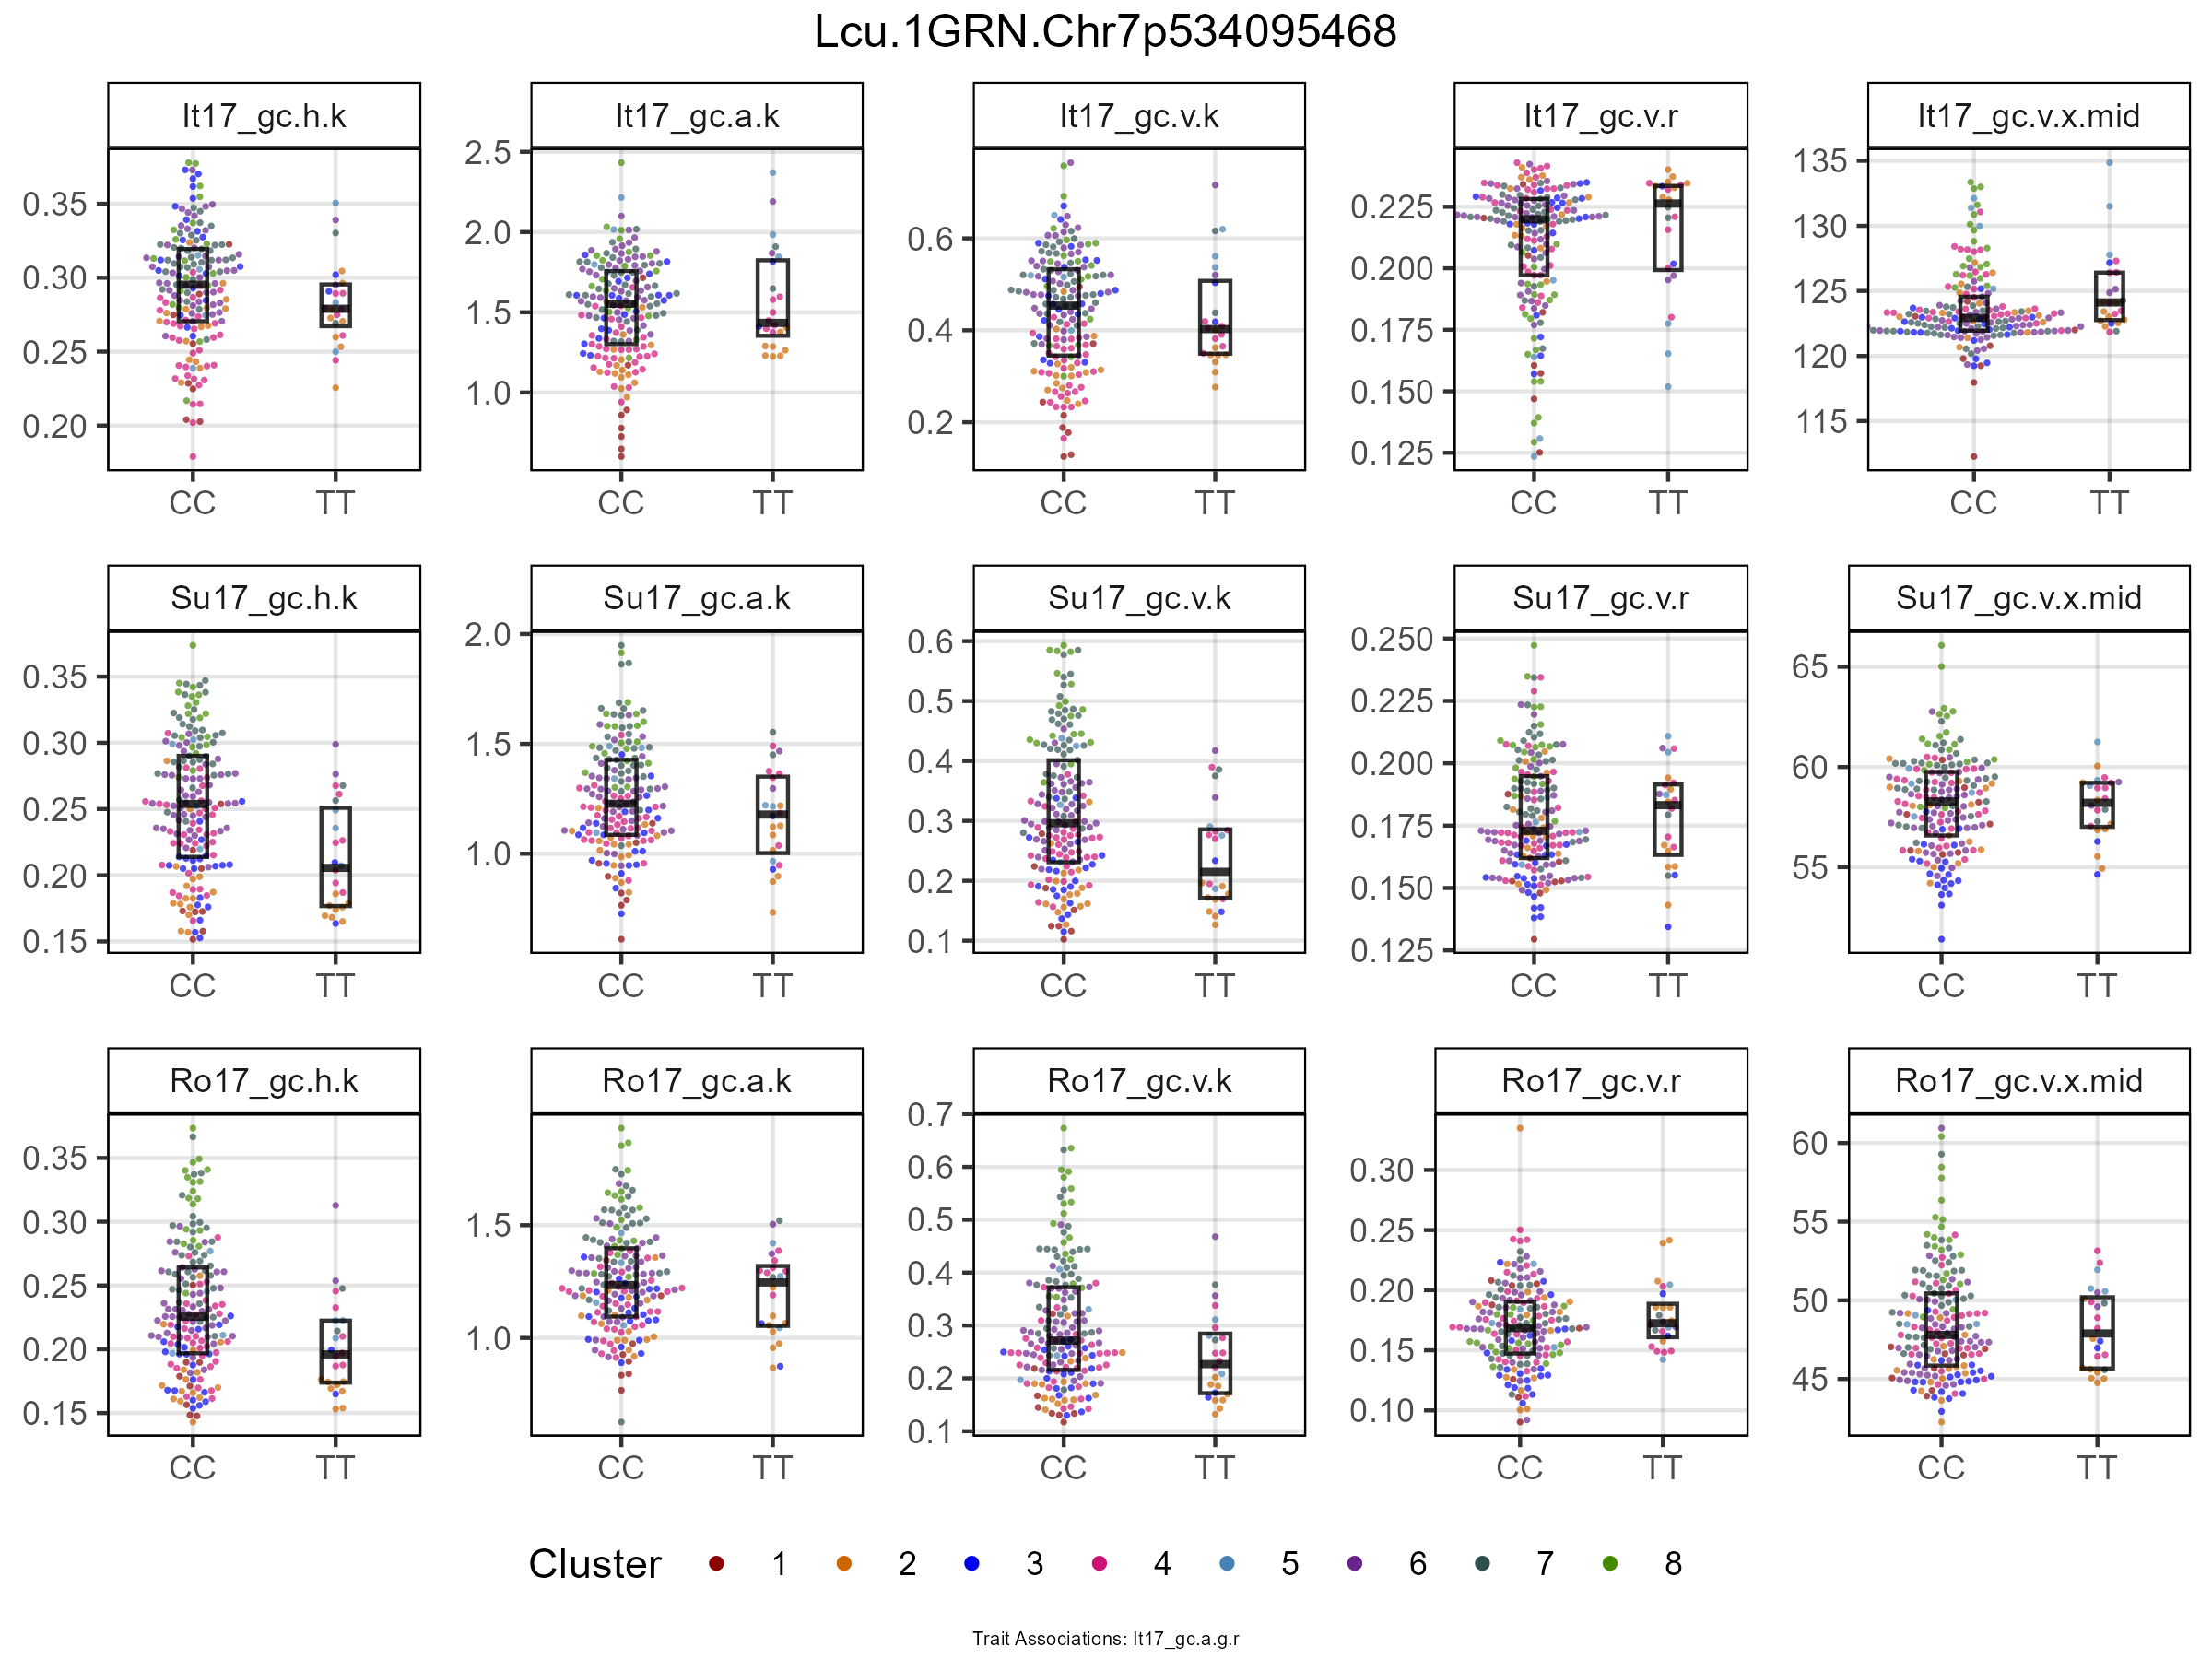 Lcu.1GRN.Chr7p534095468
It17_gc.h.k
0.35
0.30
0.25
0.20
CC TT
It17_gc.a.k
2.5
2.0
1.5
1.0
CC TT
It17_gc.v.k
0.6
0.4
0.2
CC TT
It17_gc.v.r
0.225
0.200
0.175
0.150
0.125
CC TT
It17_gc.v.x.mid
135
130
125
120
115
CC TT
Su17_gc.h.k
0.35
0.30
0.25
0.20
0.15
CC TT
Su17_gc.a.k
2.0
1.5
1.0
CC TT
Su17_gc.v.k
0.6
0.5
0.4
0.3
0.2
0.1
CC TT
Su17_gc.v.r
0.250
0.225
0.200
0.175
0.150
0.125
CC TT
Su17_gc.v.x.mid
65
60
55
CC TT
Ro17_gc.h.k
0.35
0.30
0.25
0.20
0.15
CC TT
Ro17_gc.a.k
1.5
1.0
CC TT
Ro17_gc.v.k
0.7
0.6
0.5
0.4
0.3
0.2
0.1
CC TT
Ro17_gc.v.r
0.30
0.25
0.20
0.15
0.10
CC TT
Ro17_gc.v.x.mid
60
55
50
45
CC TT
Cluster 1 2 3 4 5 6 7 8
Trait Associations: It17_gc.a.g.r